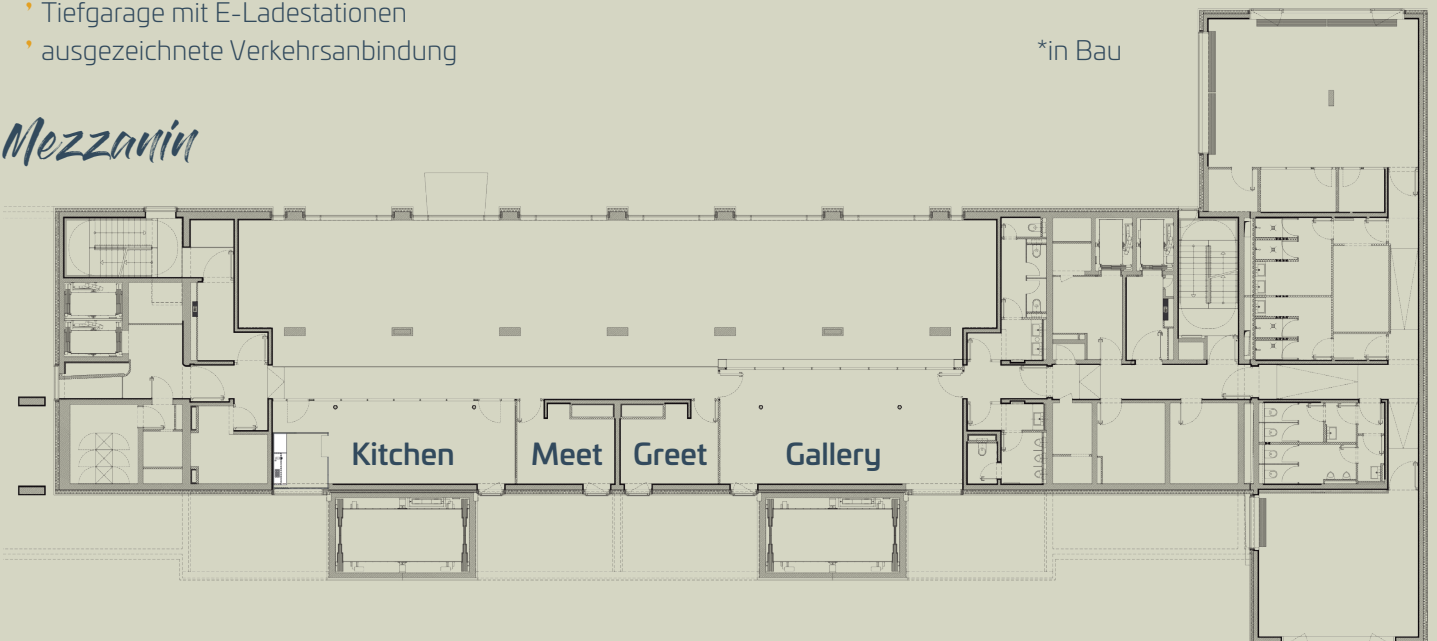 ' Tiefgarage mit E-Ladestationen
' ausgezeichnete Verkehrsanbindung
*in Bau
Mezzanin
Kitchen
Meet
Greet
Gallery